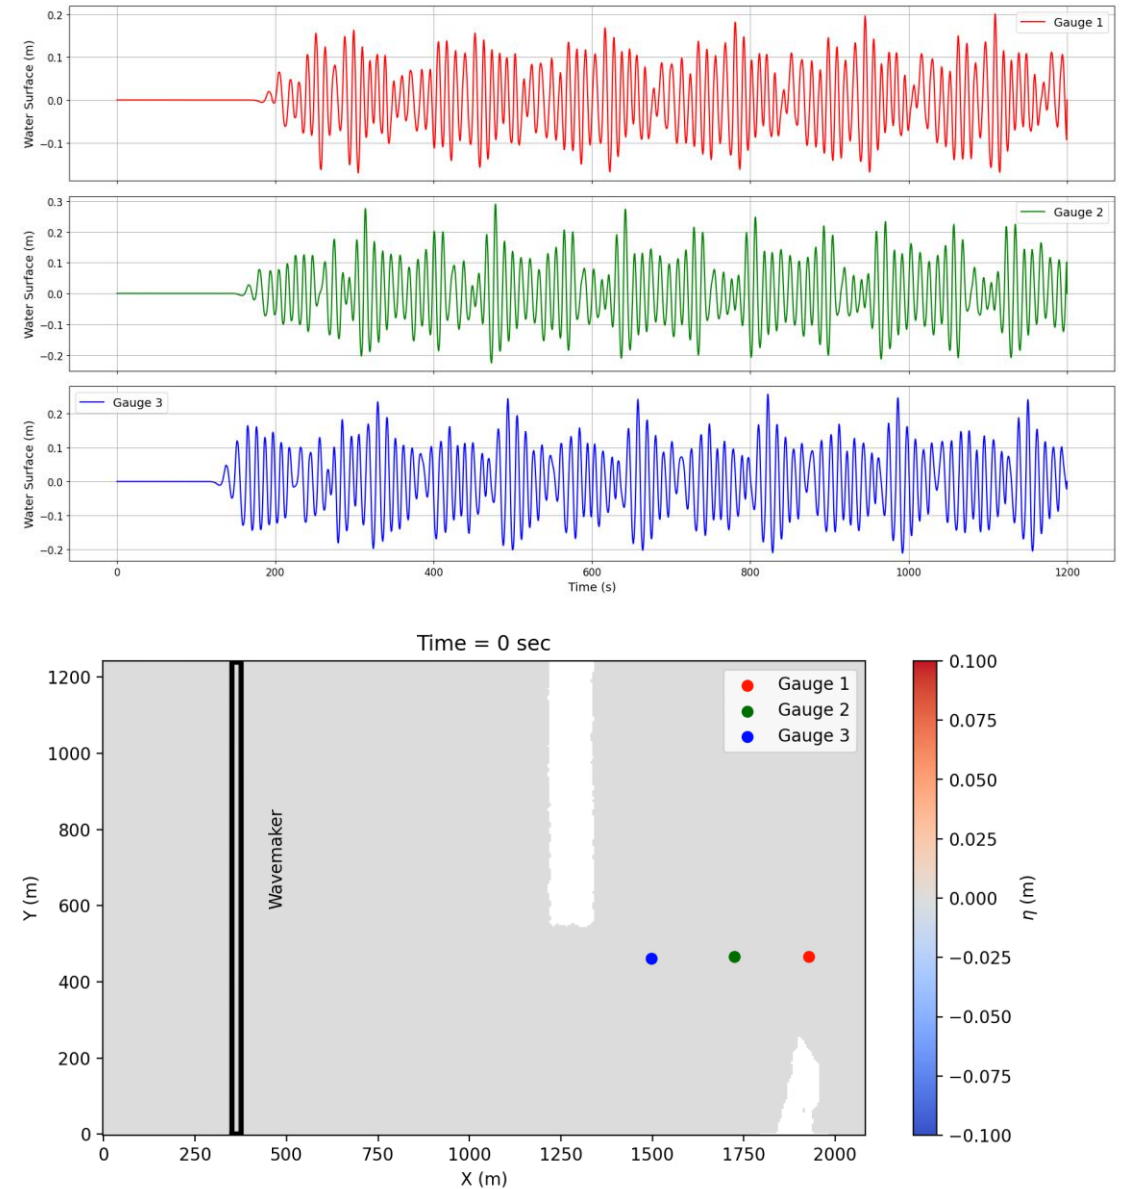 0.2
0.1
0.0
−0.1
Water Surface (m)
Gauge 1
0.3
0.2
0.1
0.0
−0.1
−0.2
Water Surface (m)
Gauge 2
0.2
0.1
0.0
−0.1
−0.2
Water Surface (m)
Gauge 3
0 200 400 600 800 1000 1200
Time (s)
Time = 0 sec
1200
1000
800
600
400
200
0
Y (m)
Wavemaker
Gauge 1
Gauge 2
Gauge 3
0 250 500 750 1000 1250 1500 1750 2000
X (m)
0.100
0.075
0.050
0.025
0.000
−0.025
−0.050
−0.075
−0.100
η (m)